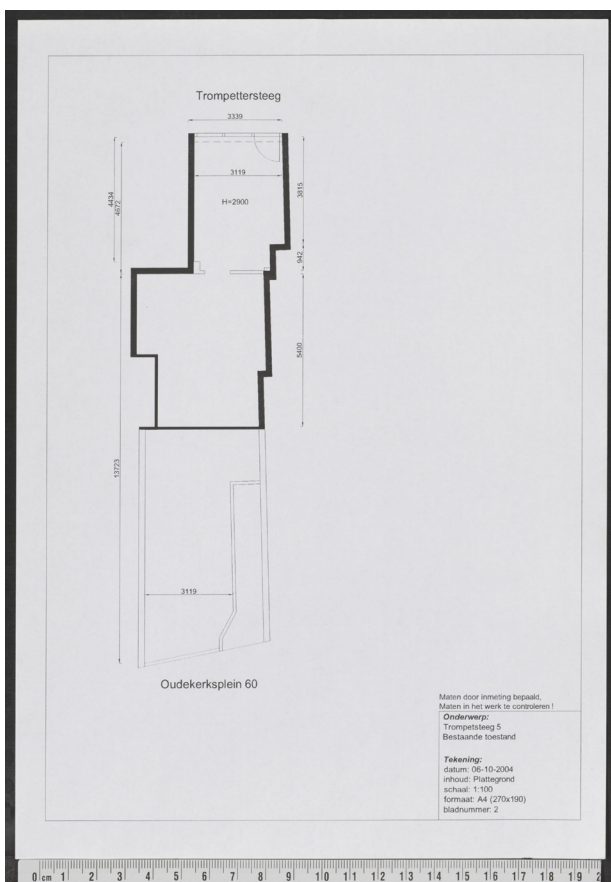 Trompettersteeg
3339
3119
H=2900
4434
4672
3815
942
5400
13723
3119
Oudekerksplein 60
Maten door inmeting bepaald,
Maten in het werk te controleren !
Onderwerp:
Trompetsteeg 5
Bestaande toestand
Tekening:
datum: 06-10-2004
inhoud: Plattegrond
schaal: 1:100
formaat: A4 (270x190)
bladnummer: 2
0 cm 1 2 3 4 5 6 7 8 9 10 11 12 13 14 15 16 17 18 19 2